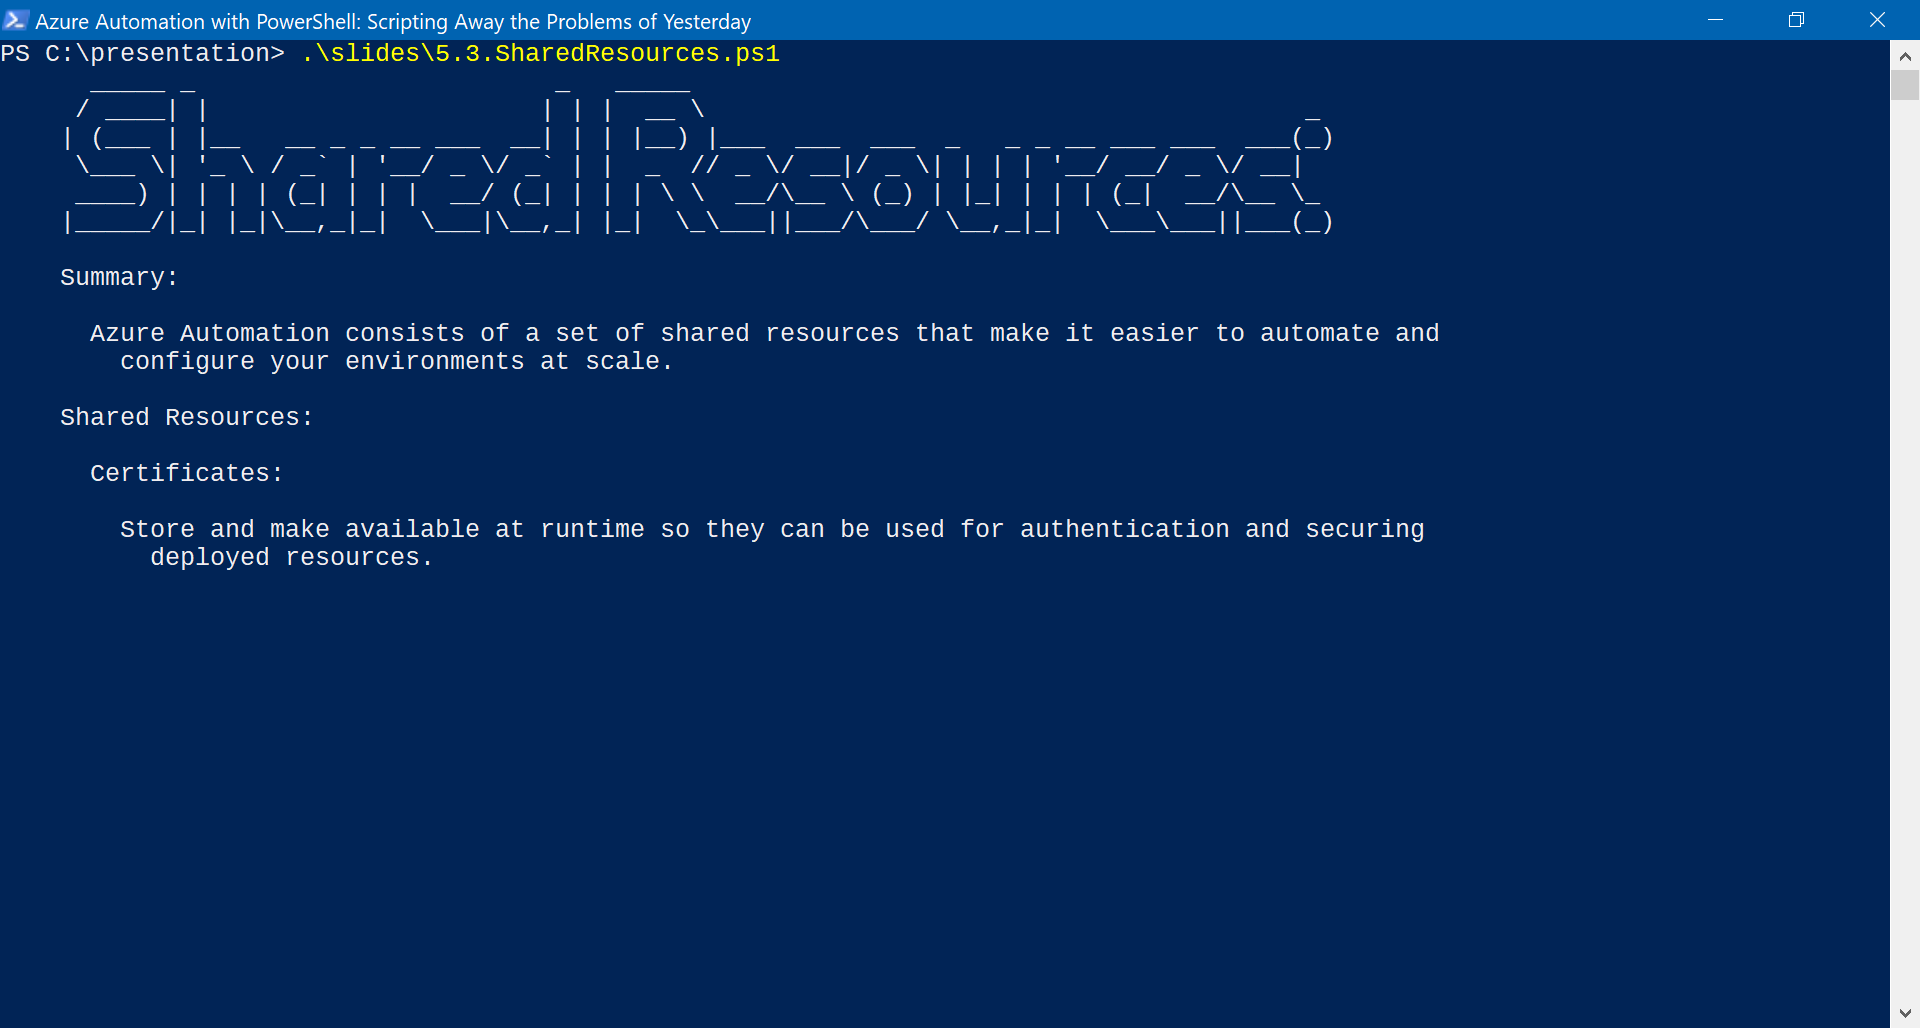 Azure Automation with PowerShell: Scripting Away the Problems of Yesterday
PS C:\presentation> .\slides\5.3.SharedResources.ps1
Shared Resources:
Summary:
Azure Automation consists of a set of shared resources that make it easier to automate and
configure your environments at scale.
Shared Resources:
Certificates:
Store and make available at runtime so they can be used for authentication and securing
deployed resources.